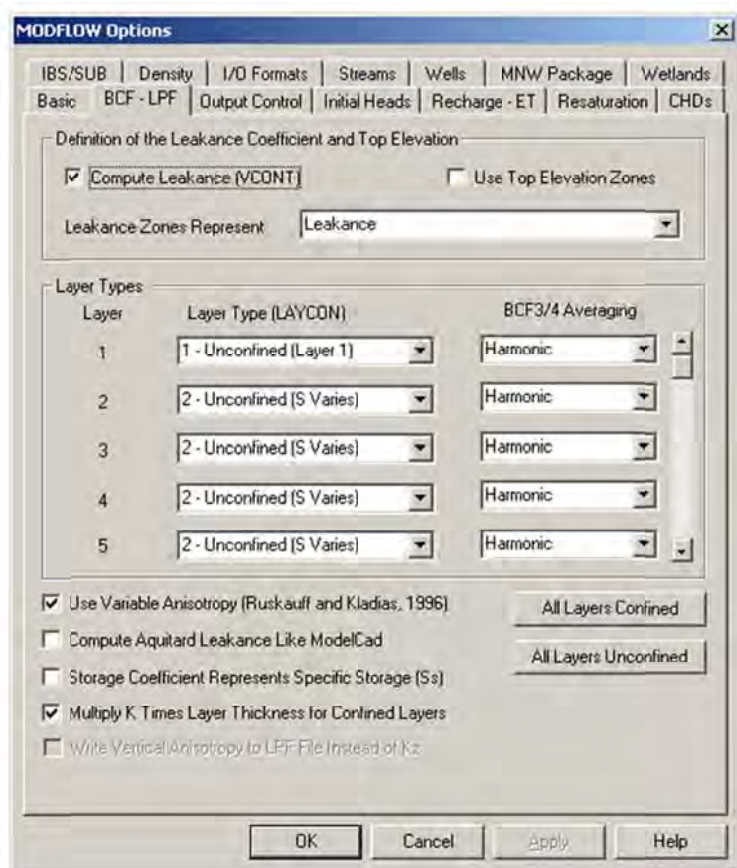 MODFLOW Options
IBS/SUB Density I/O Formats Streams Wells MNW Package Wetlands
Basic BCF - LPF Output Control Initial Heads Recharge - ET Resaturation CHDs
Definition of the Leakance Coefficient and Top Elevation
Compute Leakance (VCONT) Use Top Elevation Zones
Leakance Zones Represent Leakance
Layer Types
Layer Layer Type (LAYCON) BCF3/4 Averaging
1 1 - Unconfined (Layer 1) Harmonic
2 2 - Unconfined (S Varies) Harmonic
3 2 - Unconfined (S Varies) Harmonic
4 2 - Unconfined (S Varies) Harmonic
5 2 - Unconfined (S Varies) Harmonic
Use Variable Anisotropy (Ruskauff and Kladias, 1996) All Layers Confined
Compute Aquitard Leakance Like ModelCad
All Layers Unconfined
Storage Coefficient Represents Specific Storage (Ss)
Multiply K Times Layer Thickness for Confined Layers
Write Vertical Anisotropy to LPF File Instead of Kz
OK Cancel Apply Help